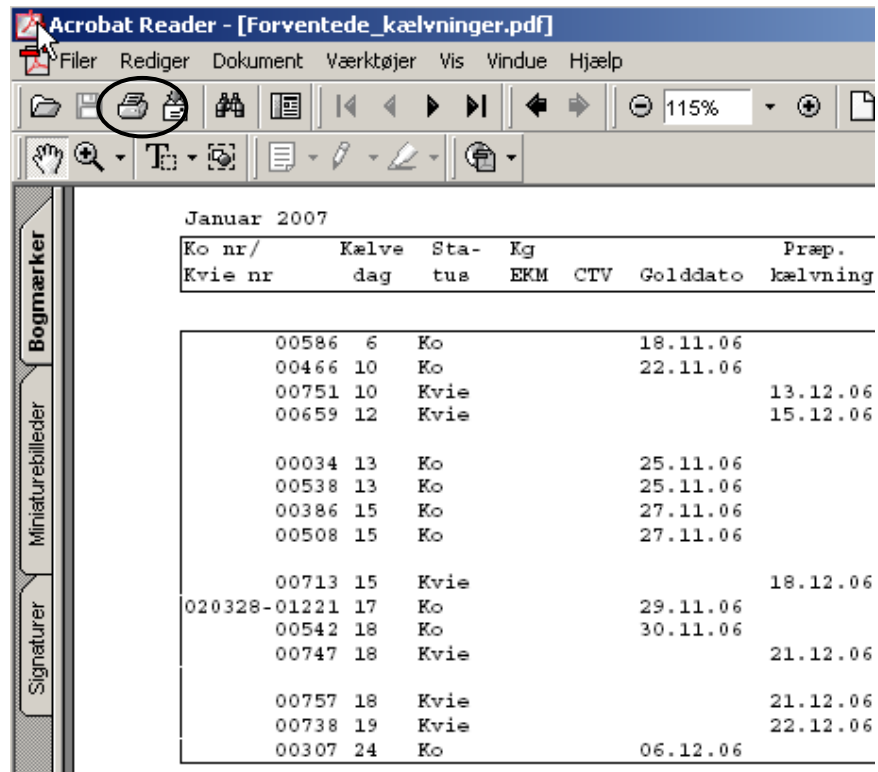 Acrobat Reader - [Forventede_kælvninger.pdf]
Filer Rediger Dokument Værktøjer Vis Vindue Hjælp
115%
Bogmærker
Miniaturebilleder
Signaturer
Januar 2007
Ko nr/ Kælve Sta- Kg Præp.
Kvie nr dag tus EKM CTV Golddato kælvning
00586 6 Ko 18.11.06
00466 10 Ko 22.11.06
00751 10 Kvie 13.12.06
00659 12 Kvie 15.12.06
00034 13 Ko 25.11.06
00538 13 Ko 25.11.06
00386 15 Ko 27.11.06
00508 15 Ko 27.11.06
00713 15 Kvie 18.12.06
020328-01221 17 Ko 29.11.06
00542 18 Ko 30.11.06
00747 18 Kvie 21.12.06
00757 18 Kvie 21.12.06
00738 19 Kvie 22.12.06
00307 24 Ko 06.12.06